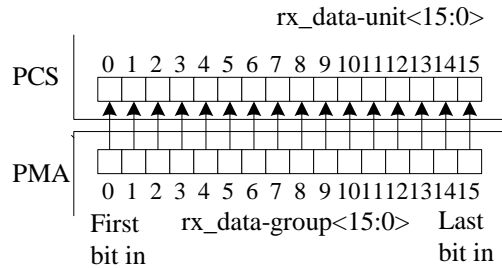 rx_data-unit<15:0>
PCS
0 1 2 3 4 5 6 7 8 9 10 11 12 13 14 15
PMA
0 1 2 3 4 5 6 7 8 9 10 11 12 13 14 15
First bit in
rx_data-group<15:0>
Last bit in